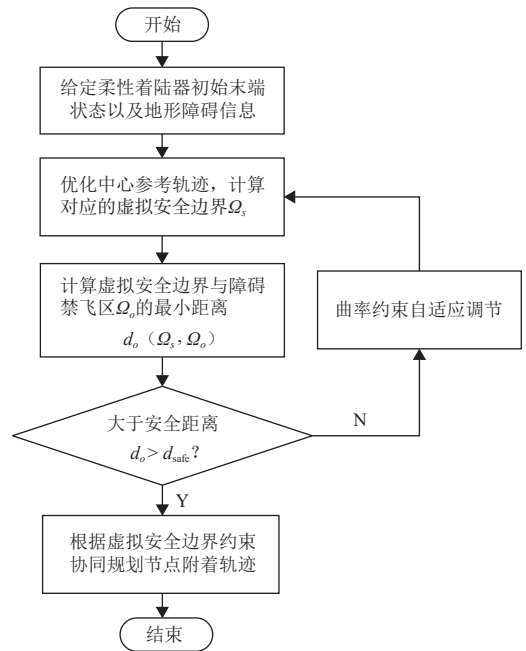 开始
给定柔性着陆器初始末端
状态以及地形障碍信息
优化中心参考轨迹，计算
对应的虚拟安全边界Ωs
计算虚拟安全边界与障碍
禁飞区Ωo的最小距离
do（Ωs, Ωo）
曲率约束自适应调节
大于安全距离
do > dsafe?
N
Y
根据虚拟安全边界约束
协同规划节点附着轨迹
结束